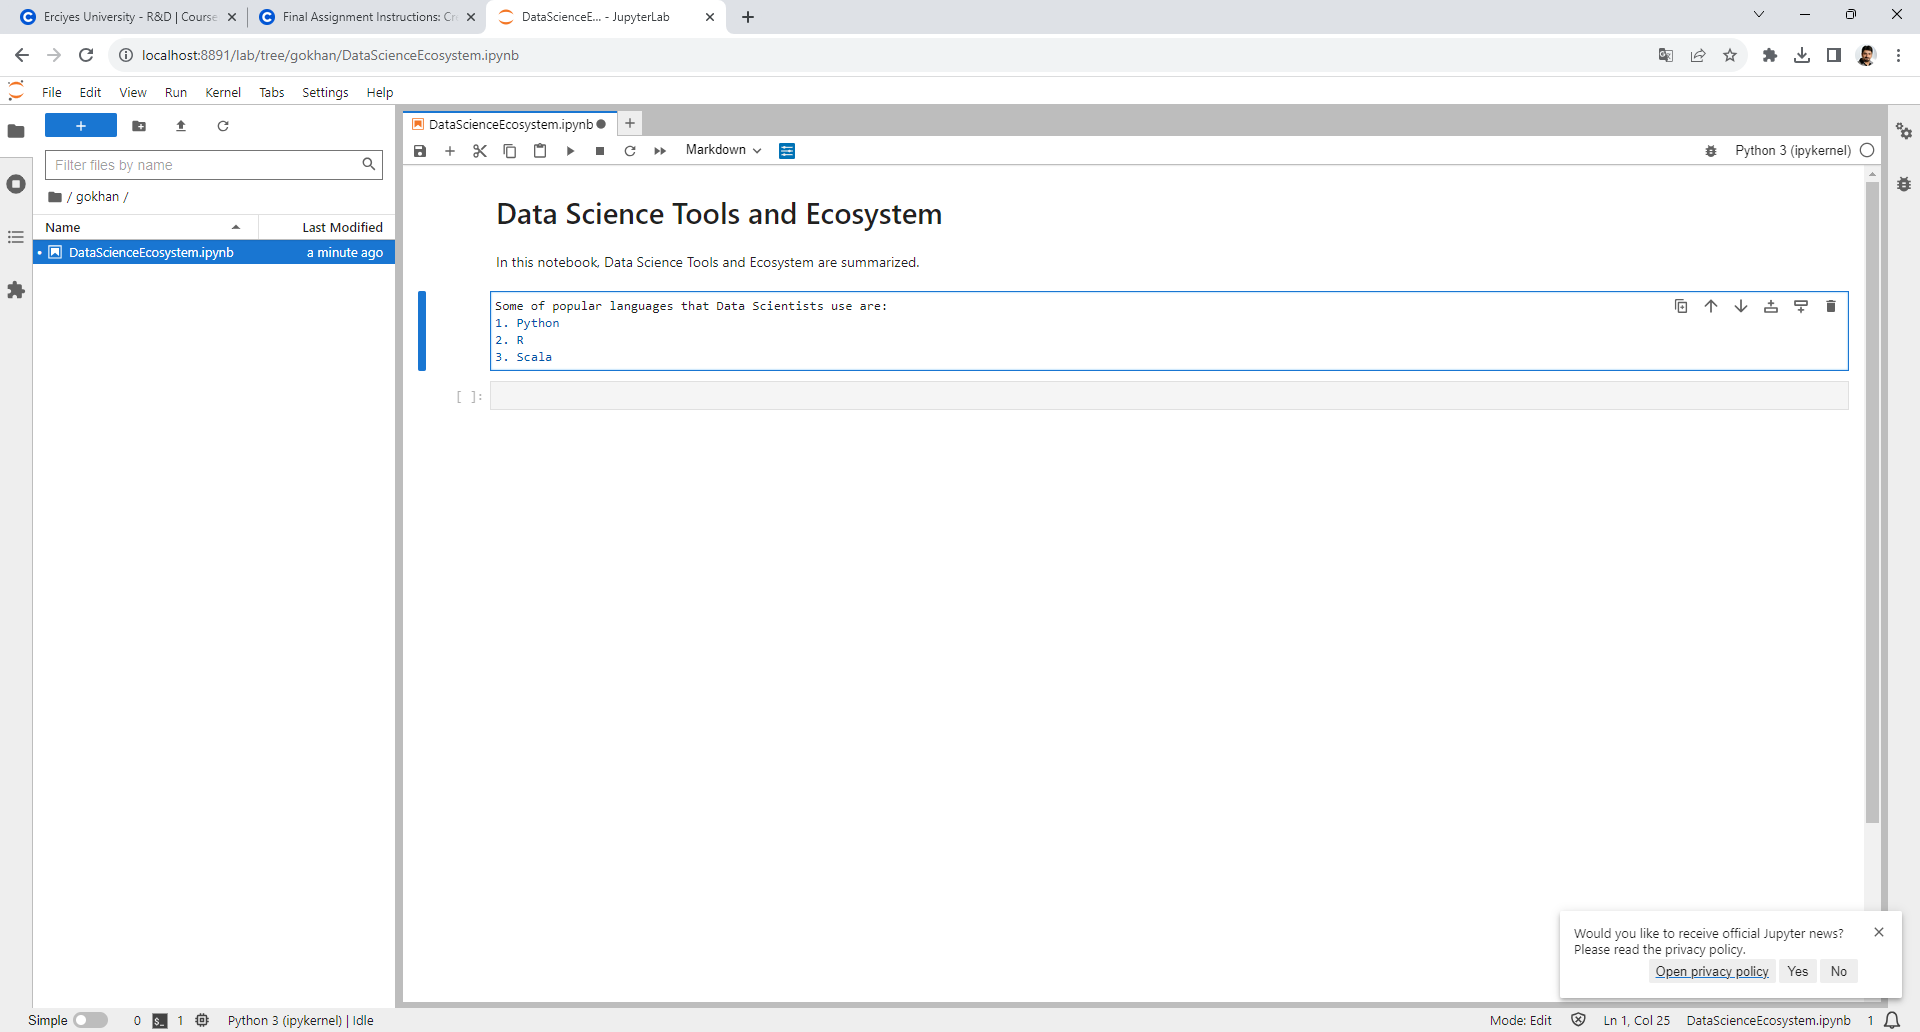 Erciyes University - R&D | Course
Final Assignment Instructions: Cr
DataScienceE... - JupyterLab
localhost:8891/lab/tree/gokhan/DataScienceEcosystem.ipynb
File Edit View Run Kernel Tabs Settings Help
Filter files by name
/ gokhan /
Name Last Modified
DataScienceEcosystem.ipynb a minute ago
DataScienceEcosystem.ipynb
Markdown
Python 3 (ipykernel)
Data Science Tools and Ecosystem
In this notebook, Data Science Tools and Ecosystem are summarized.
Some of popular languages that Data Scientists use are:
1. Python
2. R
3. Scala
[ ]:
Would you like to receive official Jupyter news?
Please read the privacy policy.
Open privacy policy Yes No
Simple 0 $_ 1 Python 3 (ipykernel) | Idle
Mode: Edit Ln 1, Col 25 DataScienceEcosystem.ipynb 1